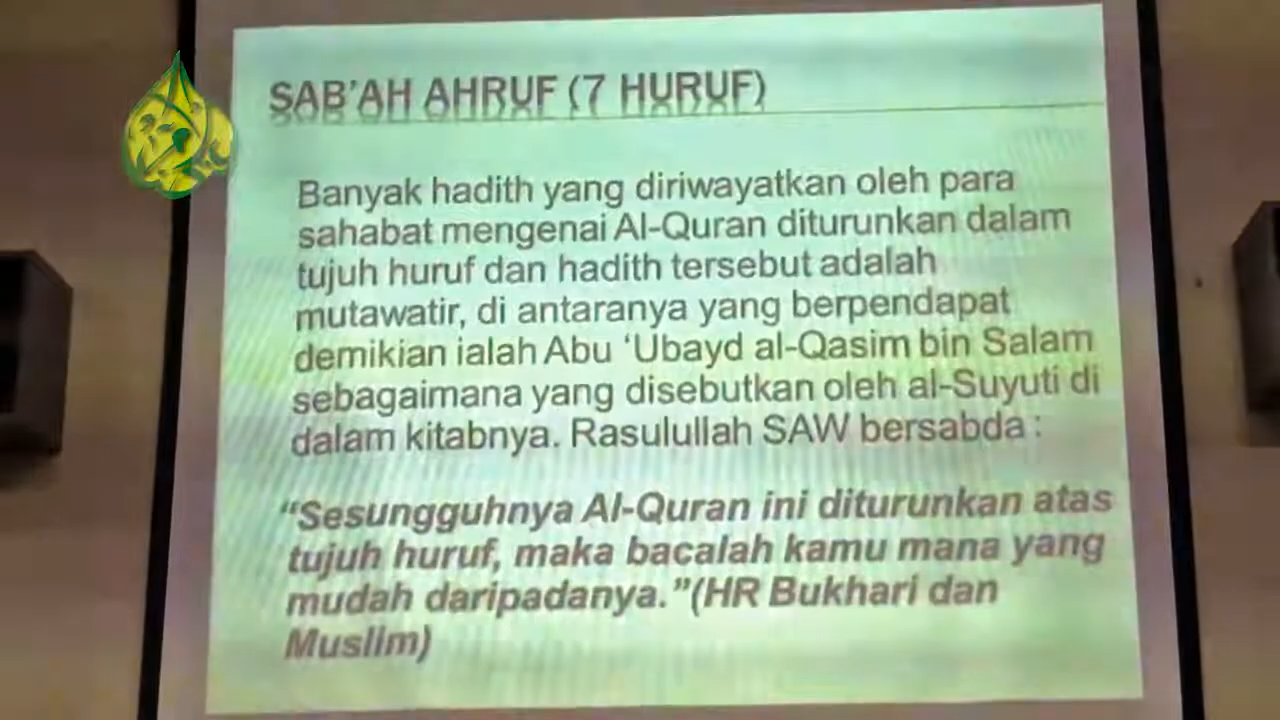 SAB'AH AHRUF (7 HURUF)
Banyak hadith yang diriwayatkan oleh para
sahabat mengenai Al-Quran diturunkan dalam
tujuh huruf dan hadith tersebut adalah
mutawatir, di antaranya yang berpendapat
demikian ialah Abu ‘Ubayd al-Qasim bin Salam
sebagaimana yang disebutkan oleh al-Suyuti di
dalam kitabnya. Rasulullah SAW bersabda :
“Sesungguhnya Al-Quran ini diturunkan atas
tujuh huruf, maka bacalah kamu mana yang
mudah daripadanya.”(HR Bukhari dan
Muslim)